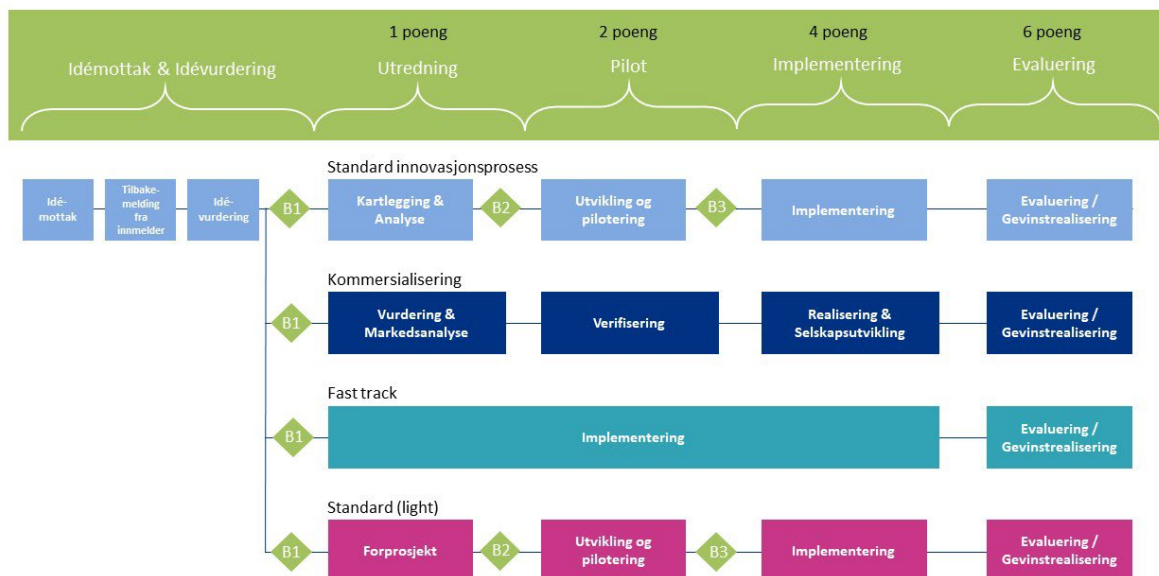 1 poeng
2 poeng
4 poeng
6 poeng
Idémottak & Idévurdering
Utredning
Pilot
Implementering
Evaluering
Standard innovasjonsprosess
Idé-
mottak
Tilbake-
melding
fra
innmelder
Idé-
vurdering
B1
Kartlegging &
Analyse
B2
Utvikling og
pilotering
B3
Implementering
Evaluering /
Gevinstrealisering
Kommersialisering
B1
Vurdering &
Markedsanalyse
Verifisering
Realisering &
Selskapsutvikling
Evaluering /
Gevinstrealisering
Fast track
B1
Implementering
Evaluering /
Gevinstrealisering
Standard (light)
B1
Forprosjekt
B2
Utvikling og
pilotering
B3
Implementering
Evaluering /
Gevinstrealisering